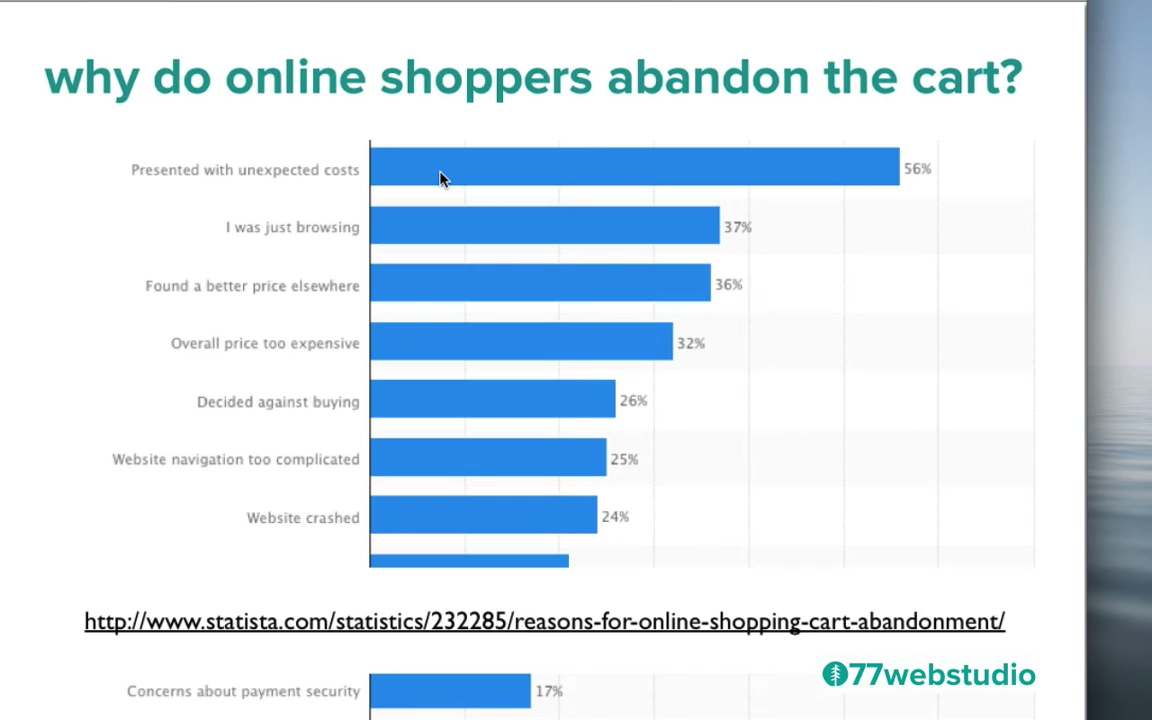 why do online shoppers abandon the cart?
Presented with unexpected costs 56%
I was just browsing 37%
Found a better price elsewhere 36%
Overall price too expensive 32%
Decided against buying 26%
Website navigation too complicated 25%
Website crashed 24%
http://www.statista.com/statistics/232285/reasons-for-online-shopping-cart-abandonment/
77webstudio
Concerns about payment security 17%